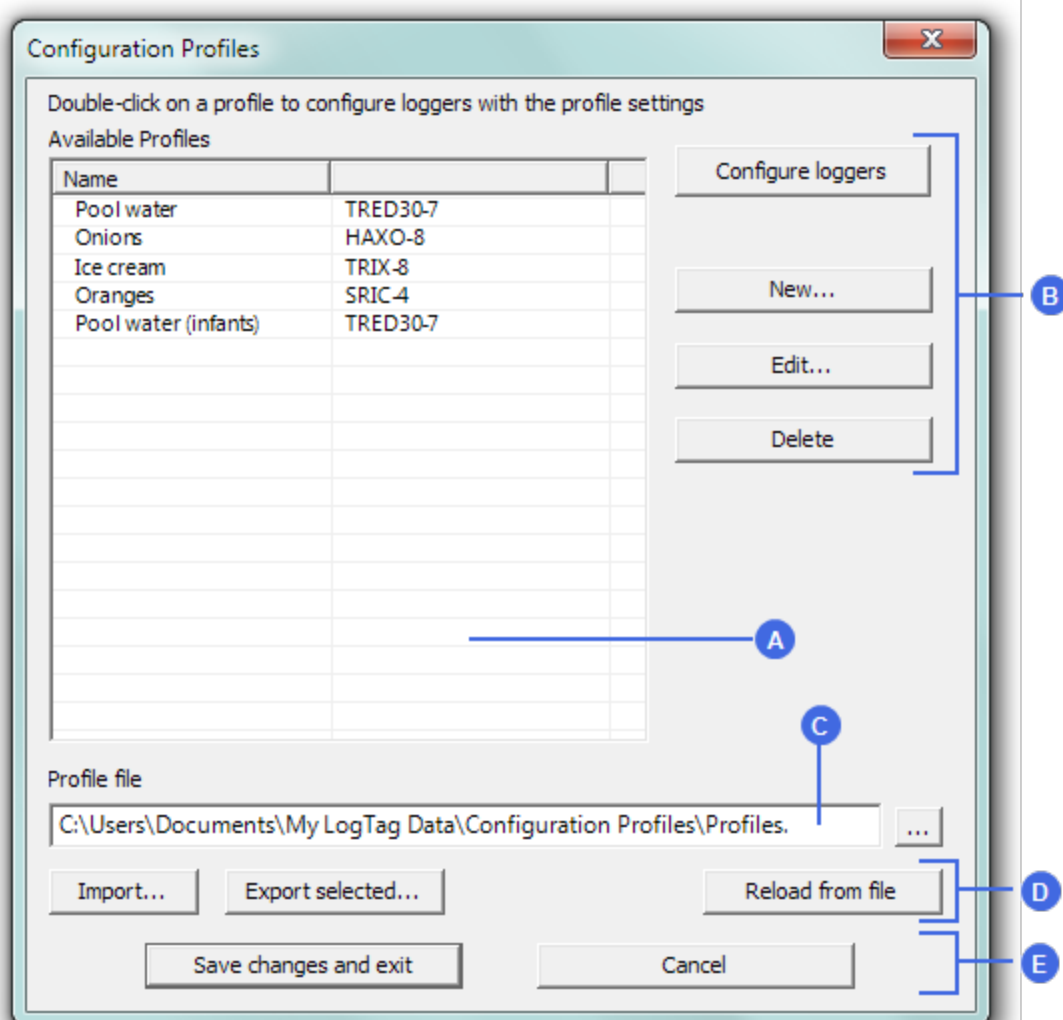 Configuration Profiles
X
Double-click on a profile to configure loggers with the profile settings
Available Profiles
Name
Pool water TRED30-7
Onions HAXO-8
Ice cream TRIX-8
Oranges SRIC-4
Pool water (infants) TRED30-7
Configure loggers
New...
Edit...
Delete
B
A
C
Profile file
C:\Users\Documents\My LogTag Data\Configuration Profiles\Profiles.
...
Import... Export selected... Reload from file
D
Save changes and exit Cancel
E